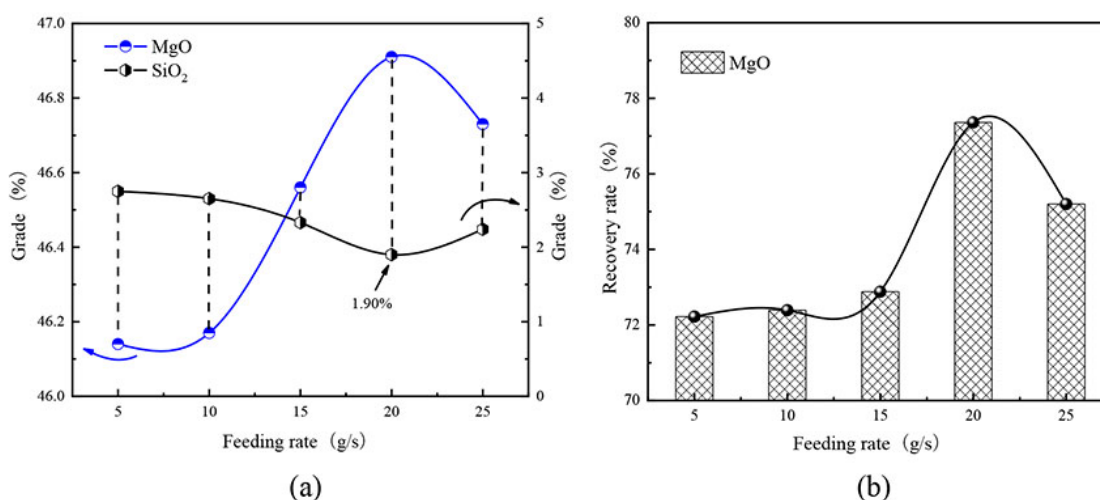 47.0
46.8
46.6
46.4
46.2
46.0
Grade (%)
MgO
SiO₂
1.90%
5
4
3
2
1
0
Grade (%)
5 10 15 20 25
Feeding rate (g/s)
(a)
80
78
76
74
72
70
Recovery rate (%)
MgO
5 10 15 20 25
Feeding rate (g/s)
(b)